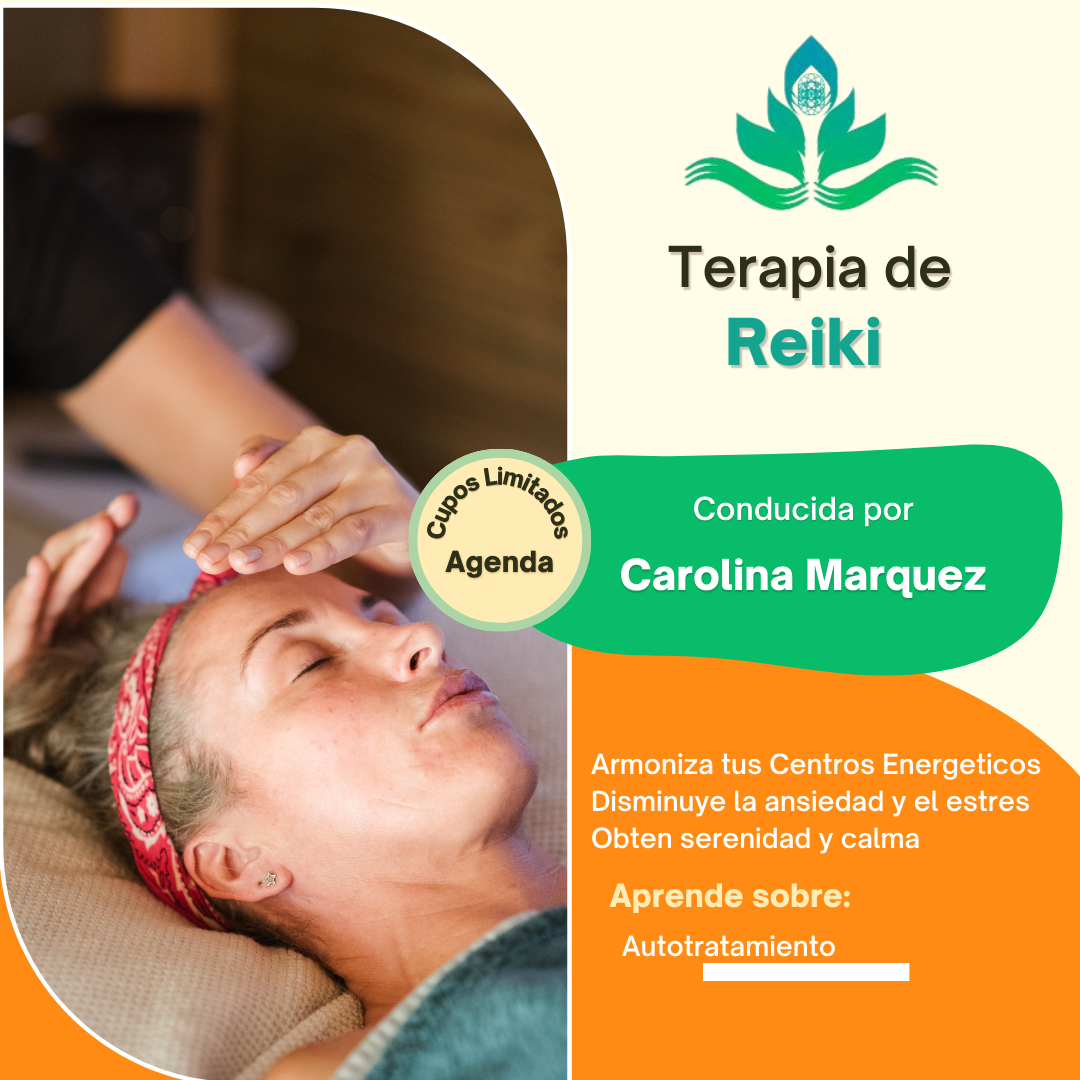 Terapia de
Reiki
Cupos Limitados
Agenda
Conducida por
Carolina Marquez
Armoniza tus Centros Energeticos
Disminuye la ansiedad y el estres
Obten serenidad y calma
Aprende sobre:
Autotratamiento